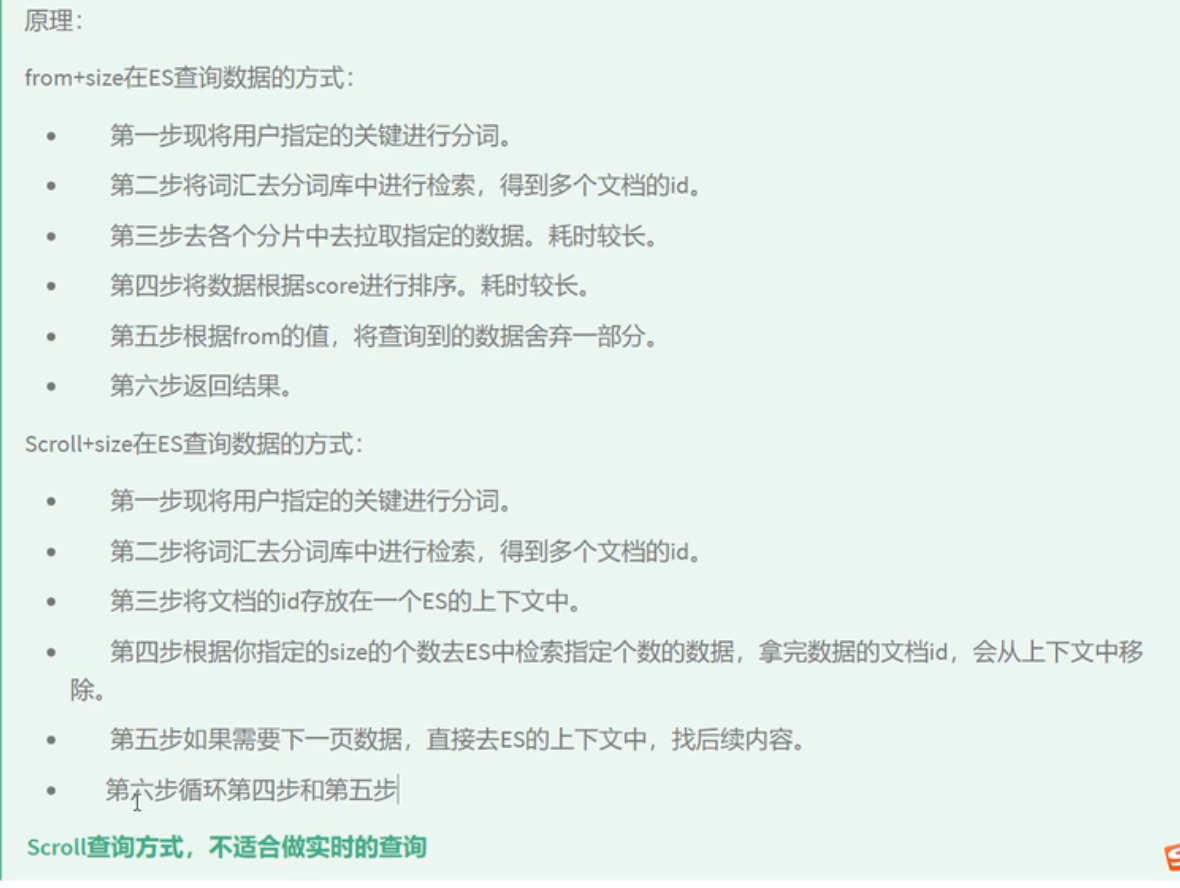 原理：
from+size在ES查询数据的方式：
• 第一步现将用户指定的关键进行分词。
• 第二步将词汇去分词库中进行检索，得到多个文档的id。
• 第三步去各个分片中去拉取指定的数据。耗时较长。
• 第四步将数据根据score进行排序。耗时较长。
• 第五步根据from的值，将查询到的数据舍弃一部分。
• 第六步返回结果。
Scroll+size在ES查询数据的方式：
• 第一步现将用户指定的关键进行分词。
• 第二步将词汇去分词库中进行检索，得到多个文档的id。
• 第三步将文档的id存放在一个ES的上下文中。
• 第四步根据你指定的size的个数去ES中检索指定个数的数据，拿完数据的文档id，会从上下文中移
除。
• 第五步如果需要下一页数据，直接去ES的上下文中，找后续内容。
• 第六步循环第四步和第五步
Scroll查询方式，不适合做实时的查询